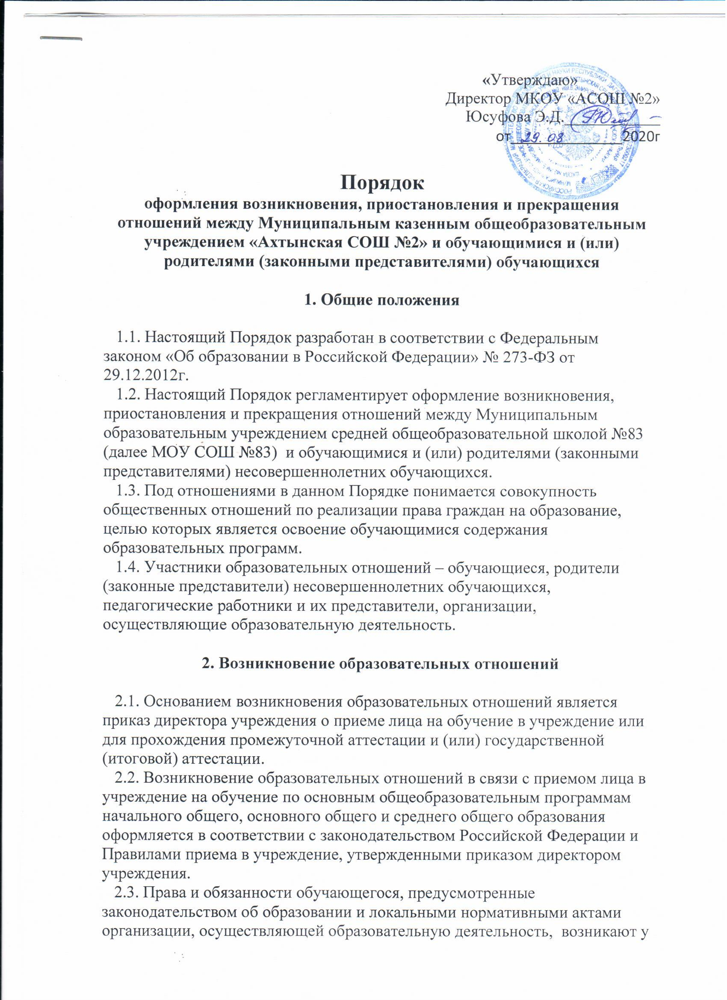 «Утверждаю»
Директор МКОУ «АСОШ №2»
Юсуфова Э.Д.
от 29.08 2020г
Порядок
оформления возникновения, приостановления и прекращения
отношений между Муниципальным казенным общеобразовательным
учреждением «Ахтынская СОШ №2» и обучающимися и (или)
родителями (законными представителями) обучающихся
1. Общие положения
1.1. Настоящий Порядок разработан в соответствии с Федеральным
законом «Об образовании в Российской Федерации» № 273-ФЗ от
29.12.2012г.
1.2. Настоящий Порядок регламентирует оформление возникновения,
приостановления и прекращения отношений между Муниципальным
образовательным учреждением средней общеобразовательной школой №83
(далее МОУ СОШ №83) и обучающимися и (или) родителями (законными
представителями) несовершеннолетних обучающихся.
1.3. Под отношениями в данном Порядке понимается совокупность
общественных отношений по реализации права граждан на образование,
целью которых является освоение обучающимися содержания
образовательных программ.
1.4. Участники образовательных отношений – обучающиеся, родители
(законные представители) несовершеннолетних обучающихся,
педагогические работники и их представители, организации,
осуществляющие образовательную деятельность.
2. Возникновение образовательных отношений
2.1. Основанием возникновения образовательных отношений является
приказ директора учреждения о приеме лица на обучение в учреждение или
для прохождения промежуточной аттестации и (или) государственной
(итоговой) аттестации.
2.2. Возникновение образовательных отношений в связи с приемом лица в
учреждение на обучение по основным общеобразовательным программам
начального общего, основного общего и среднего общего образования
оформляется в соответствии с законодательством Российской Федерации и
Правилами приема в учреждение, утвержденными приказом директором
учреждения.
2.3. Права и обязанности обучающегося, предусмотренные
законодательством об образовании и локальными нормативными актами
организации, осуществляющей образовательную деятельность, возникают у